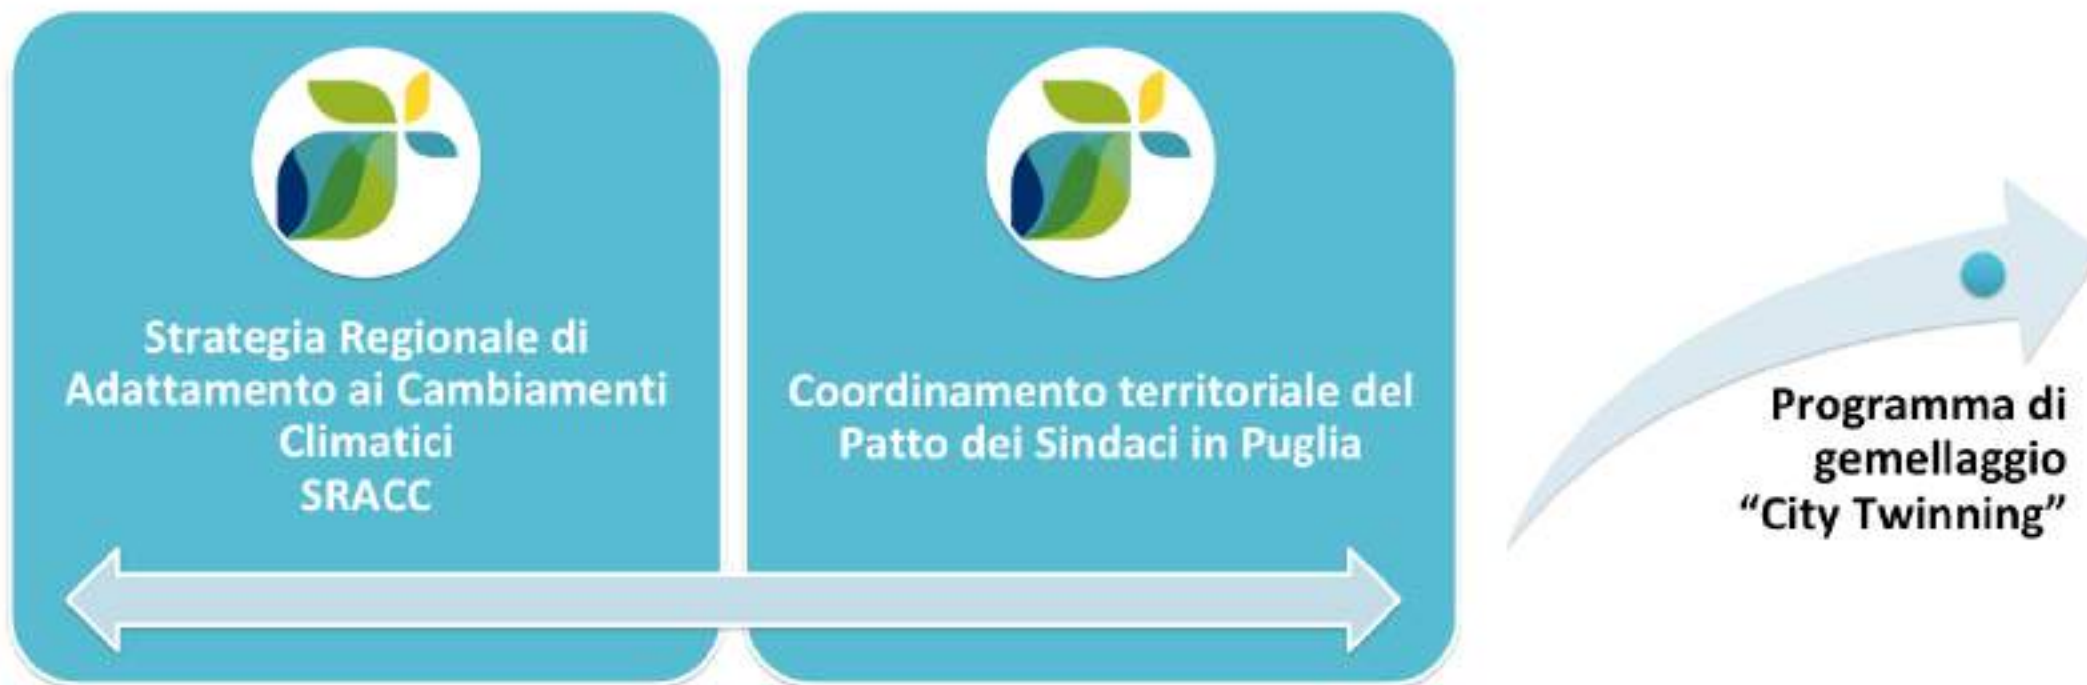 Strategia Regionale di
Adattamento ai Cambiamenti
Climatici
SRACC
Coordinamento territoriale del
Patto dei Sindaci in Puglia
Programma di
gemellaggio
“City Twinning”